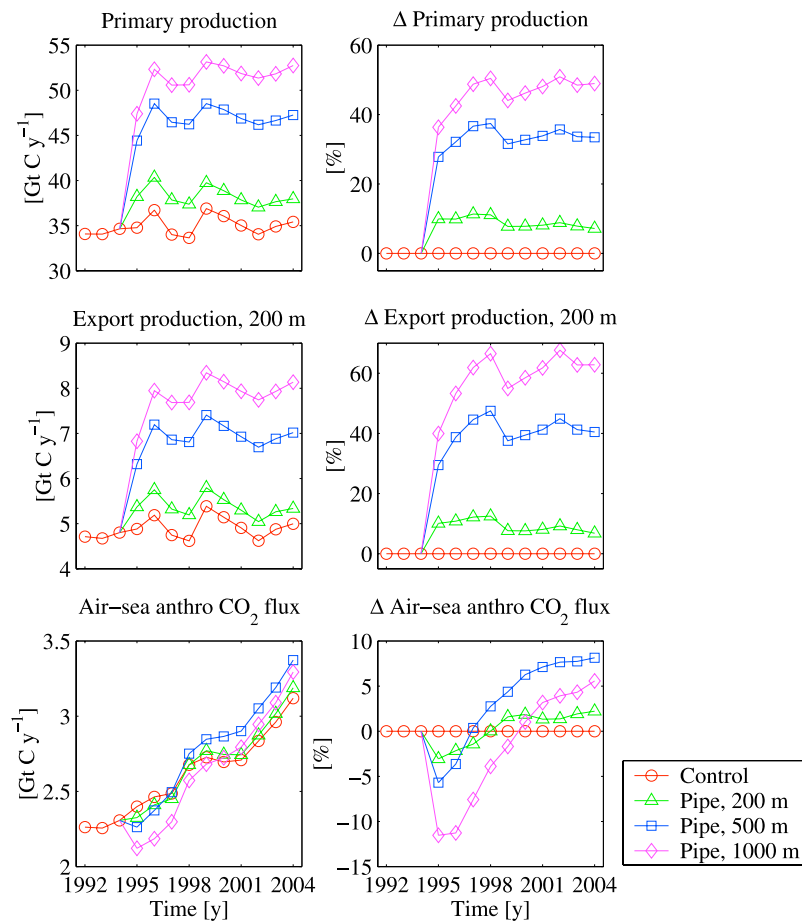 Primary production
Δ Primary production
[Gt C y⁻¹]
55
50
45
40
35
30
[%]
60
40
20
0
Export production, 200 m
Δ Export production, 200 m
[Gt C y⁻¹]
9
8
7
6
5
4
[%]
60
40
20
0
Air−sea anthro CO₂ flux
Δ Air−sea anthro CO₂ flux
[Gt C y⁻¹]
3.5
3
2.5
2
1992 1995 1998 2001 2004
Time [y]
[%]
10
5
0
−5
−10
−15
1992 1995 1998 2001 2004
Time [y]
Control
Pipe, 200 m
Pipe, 500 m
Pipe, 1000 m